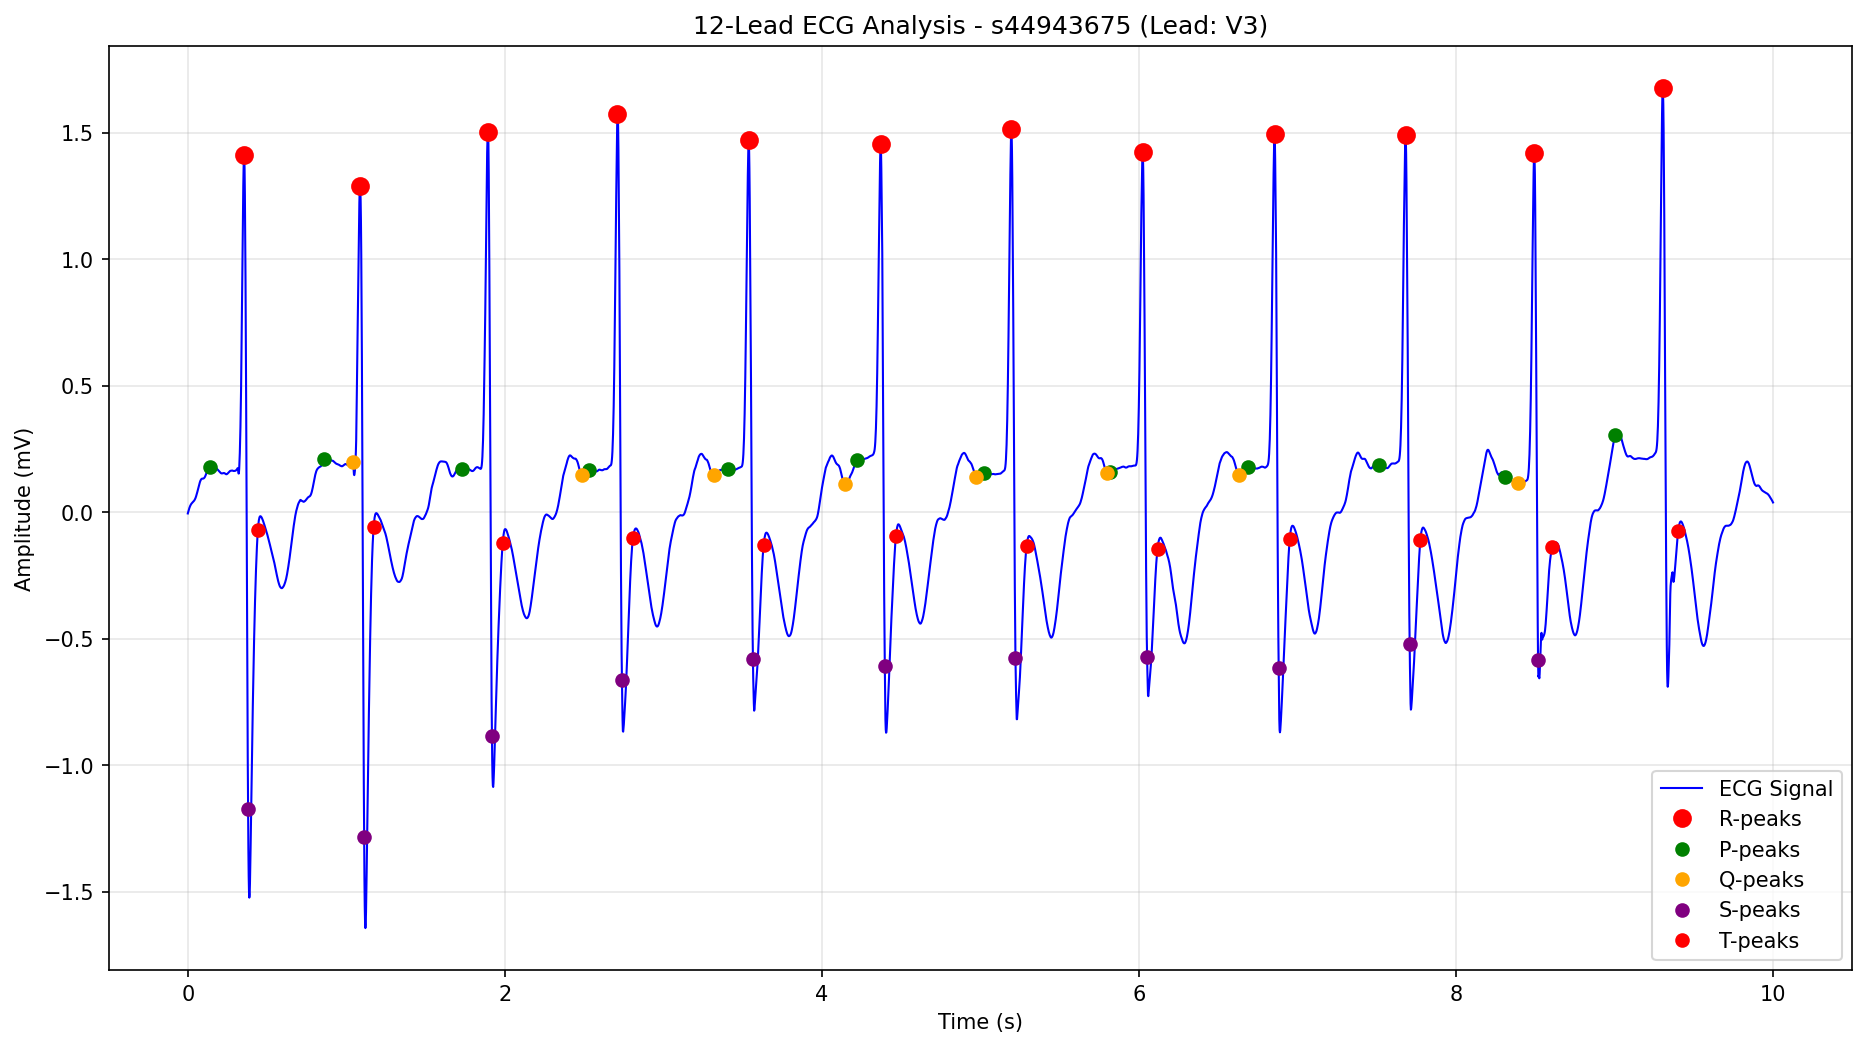 12-Lead ECG Analysis - s44943675 (Lead: V3)
Amplitude (mV)
1.5
1.0
0.5
0.0
−0.5
−1.0
−1.5
0
2
4
6
8
10
Time (s)
ECG Signal
R-peaks
P-peaks
Q-peaks
S-peaks
T-peaks